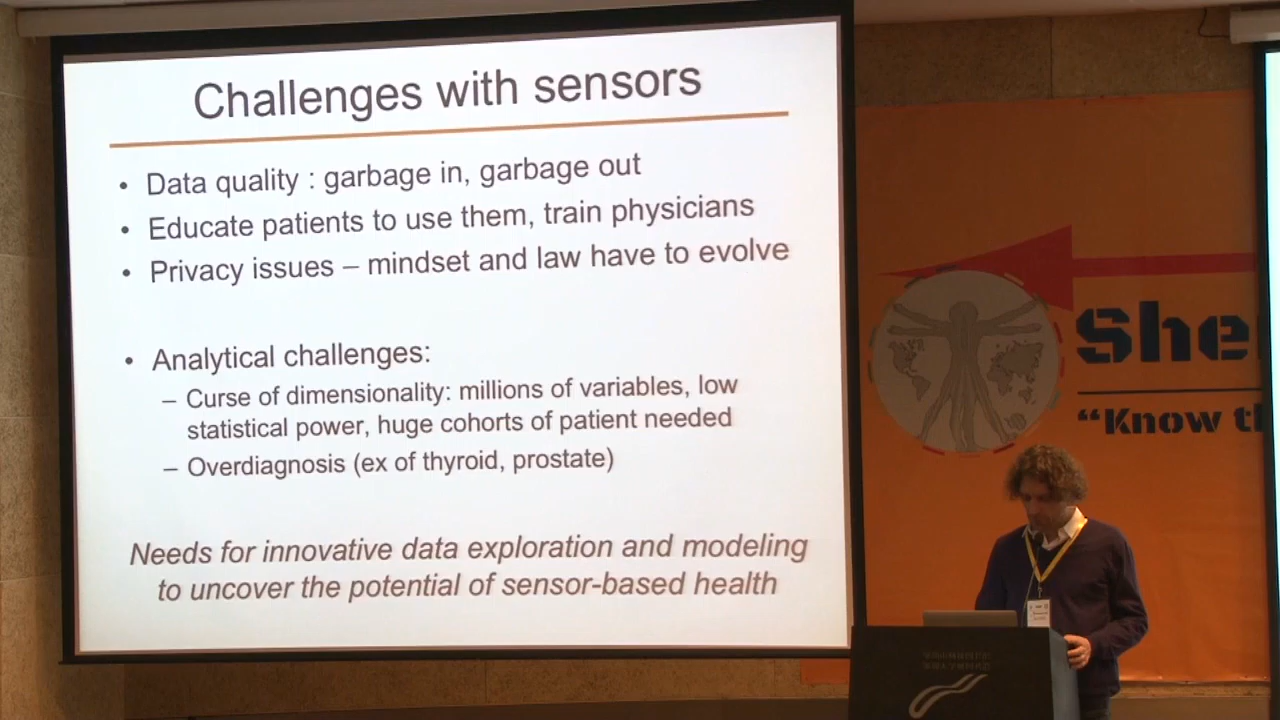 Challenges with sensors
• Data quality : garbage in, garbage out
• Educate patients to use them, train physicians
• Privacy issues – mindset and law have to evolve
• Analytical challenges:
– Curse of dimensionality: millions of variables, low
statistical power, huge cohorts of patient needed
– Overdiagnosis (ex of thyroid, prostate)
Needs for innovative data exploration and modeling
to uncover the potential of sensor-based health
She
“Know t